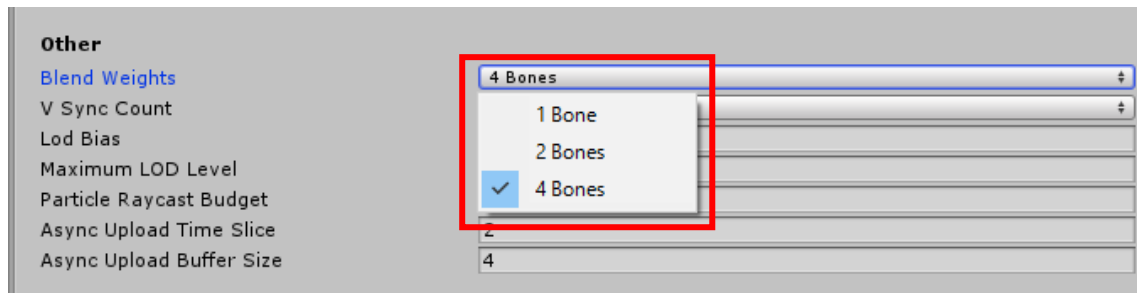 Other
Blend Weights 4 Bones
V Sync Count 1 Bone
Lod Bias 2 Bones
Maximum LOD Level 4 Bones
Particle Raycast Budget
Async Upload Time Slice 2
Async Upload Buffer Size 4